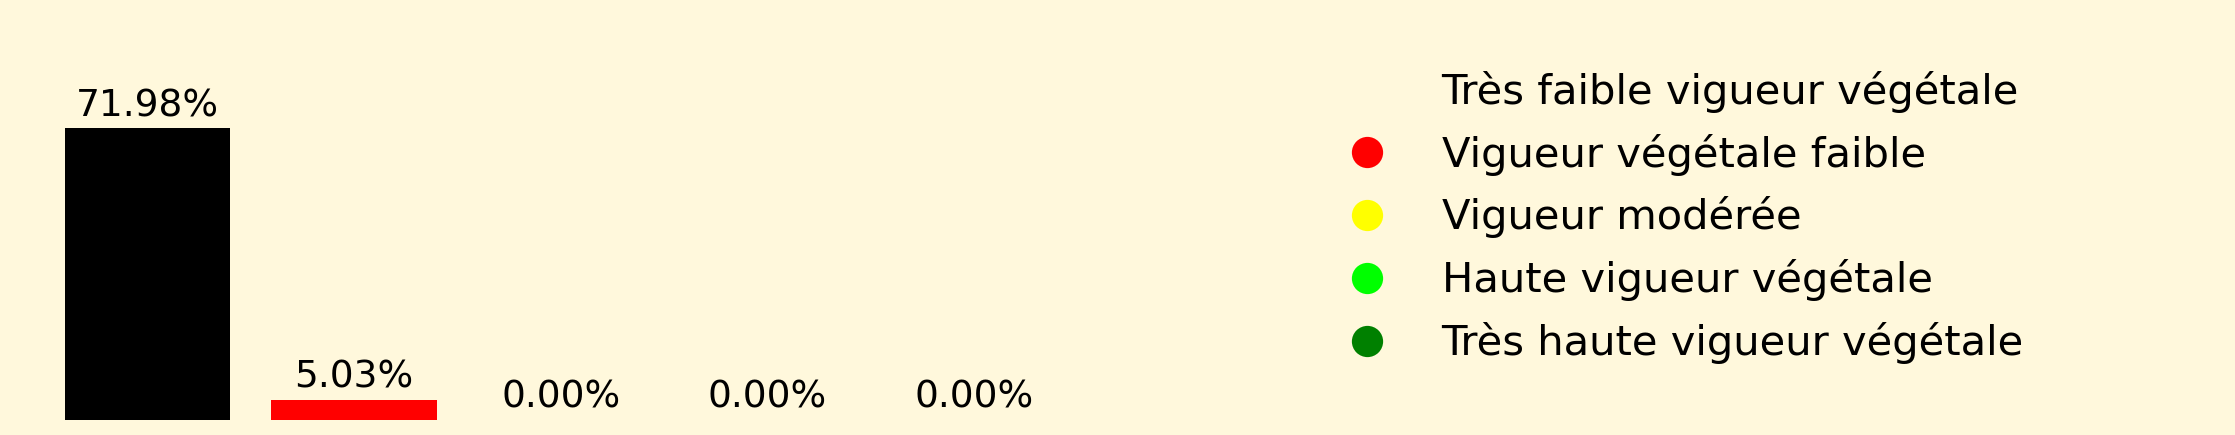 71.98%
5.03%
0.00%
0.00%
0.00%
Très faible vigueur végétale
Vigueur végétale faible
Vigueur modérée
Haute vigueur végétale
Très haute vigueur végétale